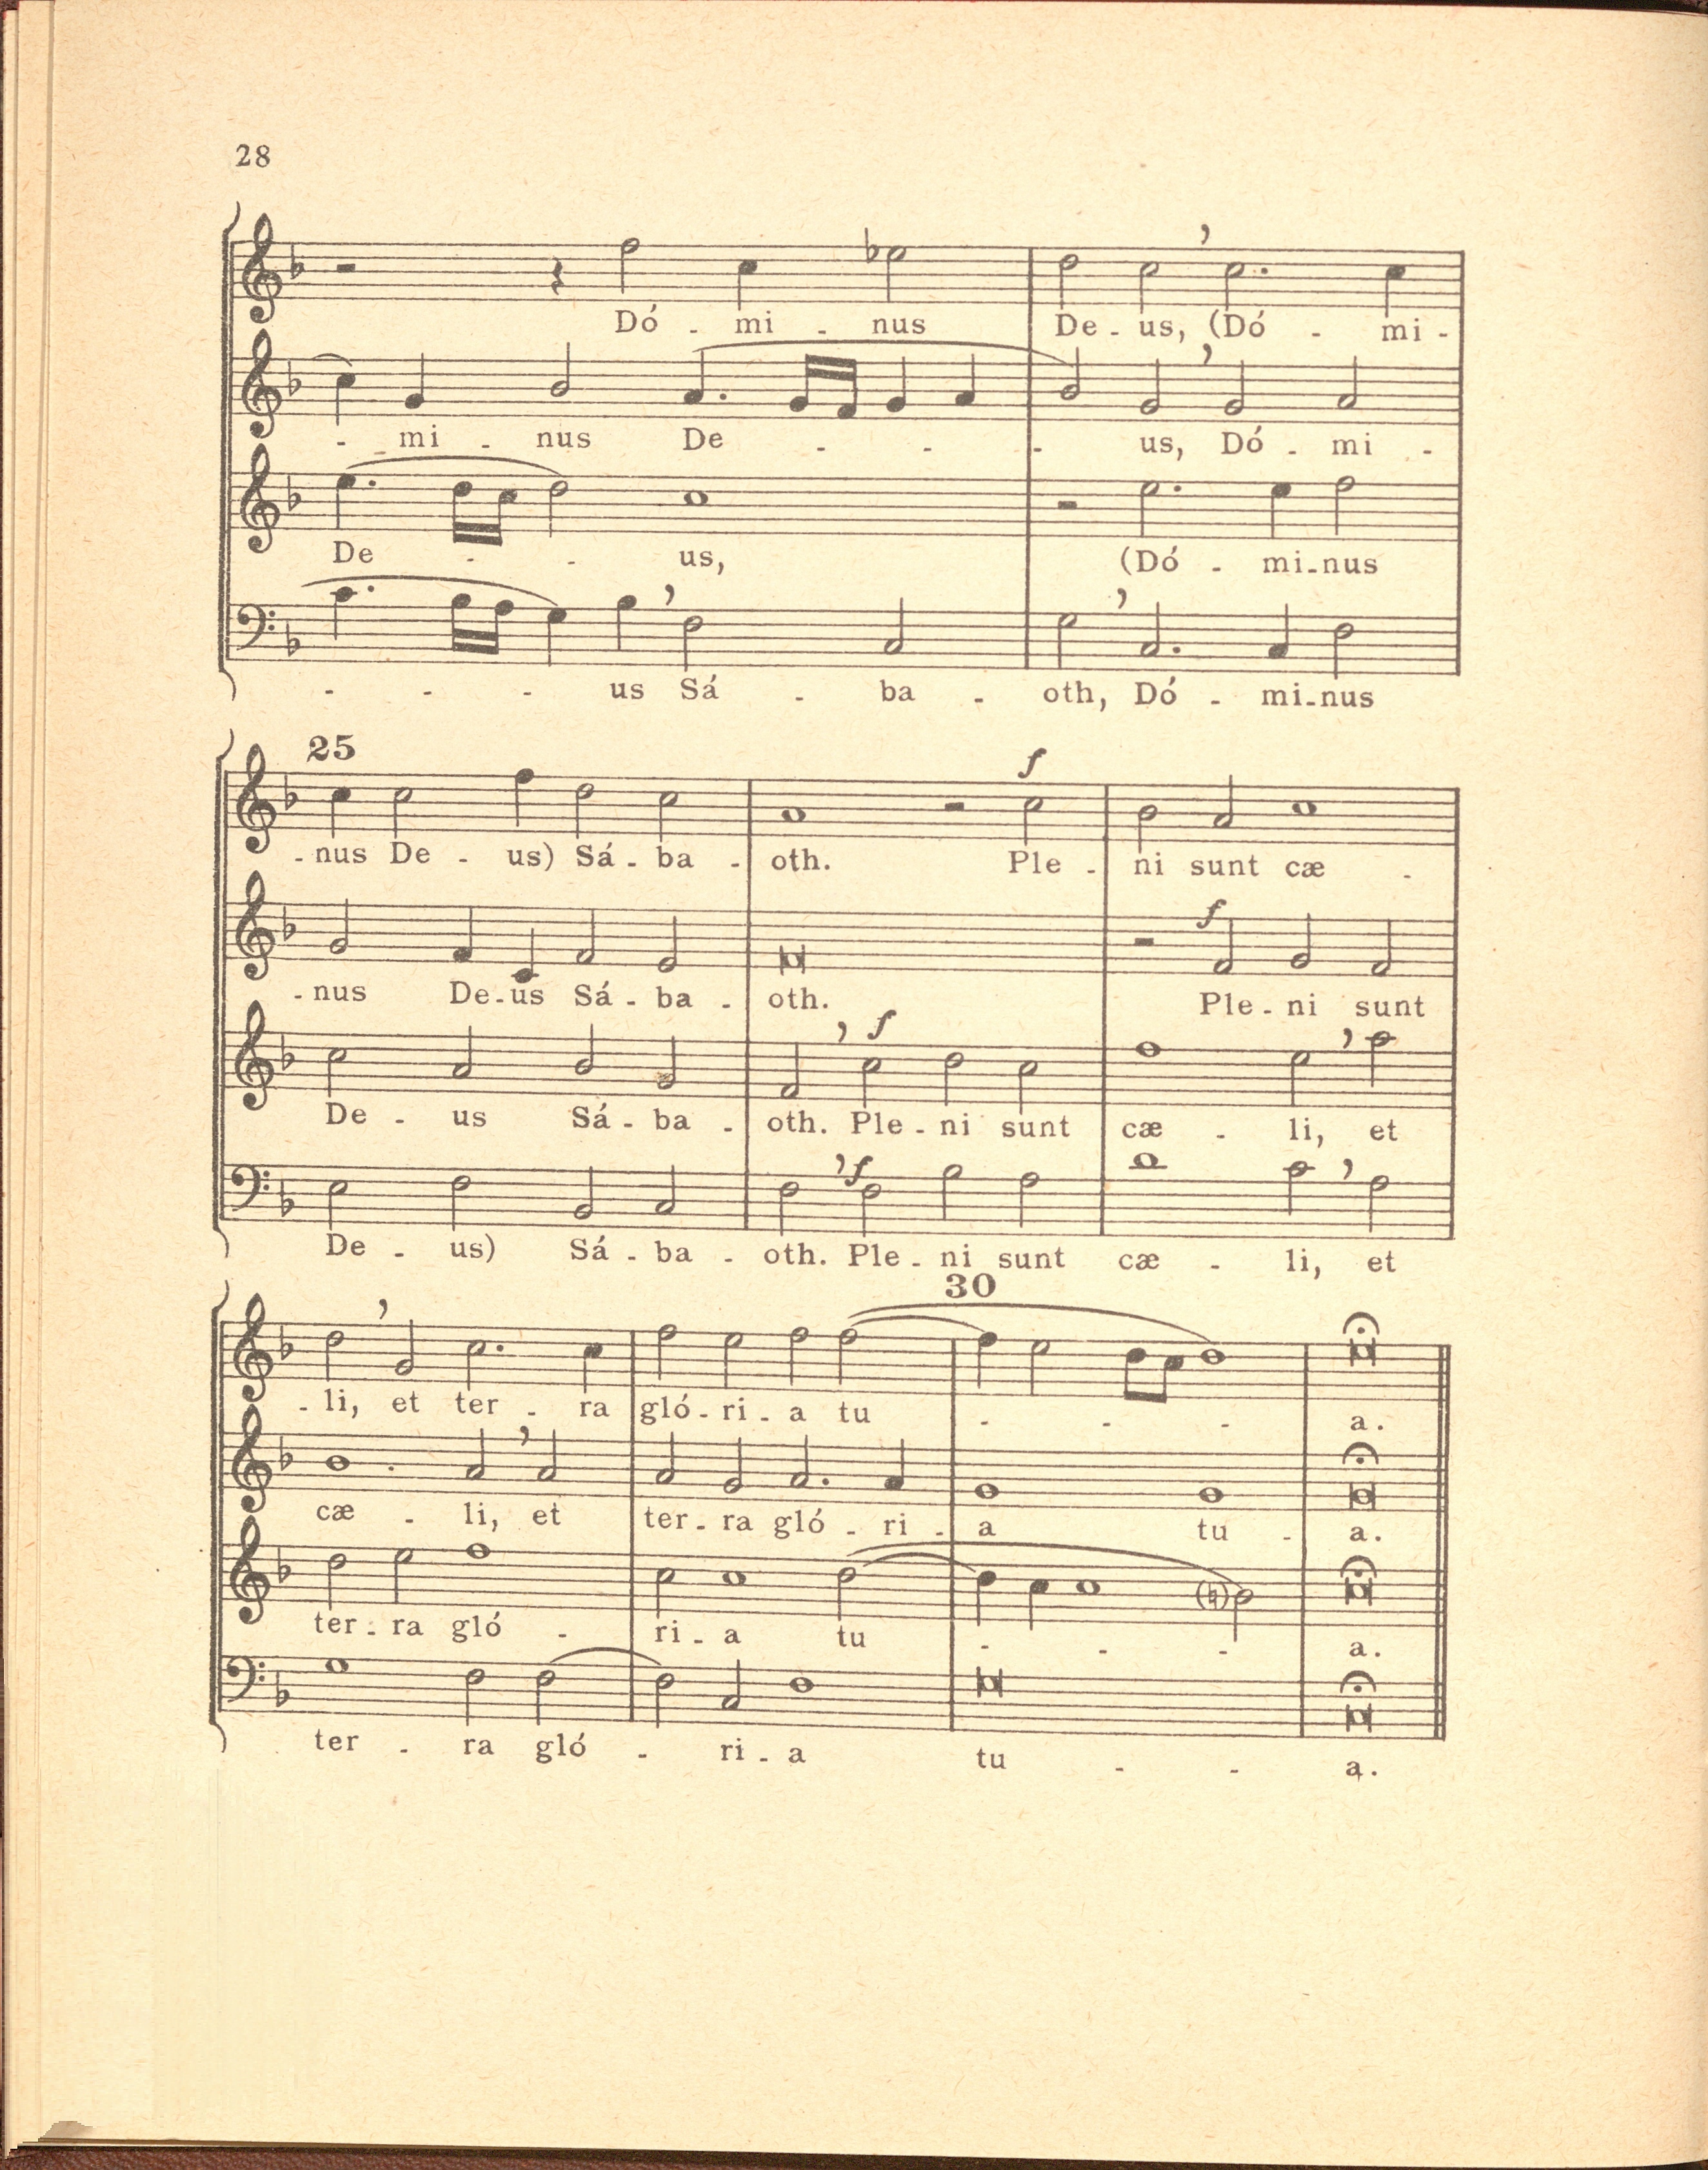 28
Dó - mi - nus De - us, (Dó - mi -
- mi - nus De - - - us, Dó - mi -
De - - us, (Dó - mi - nus
- - - us Sá - ba - oth, Dó - mi - nus
25
f
- nus De - us) Sá - ba - oth. Ple - ni sunt cæ -
f
- nus De - us Sá - ba - oth. Ple - ni sunt
f
De - us Sá - ba - oth. Ple - ni sunt cæ - li, et
f
De - us) Sá - ba - oth. Ple - ni sunt cæ - li, et
30
- li, et ter - ra gló - ri - a tu - - - a.
cæ - li, et ter - ra gló - ri - a tu - a.
ter - ra gló - ri - a tu - - - a.
ter - ra gló - ri - a tu - - a.